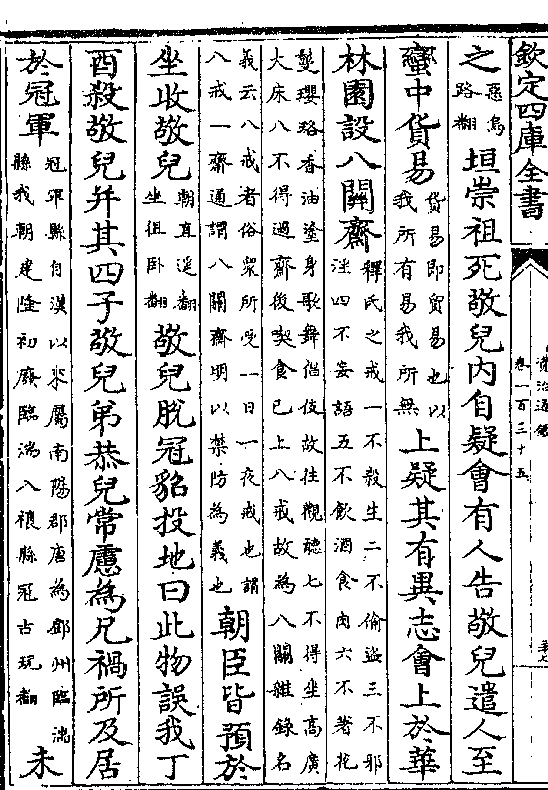 欽定四庫全書
資治通鑑
卷一百三十五
之惡烏路翻垣崇祖死敬兒内自疑會有人告敬兒遣人至
蠻中貨易貨易即貿易也以我所有易我所無上疑其有異志會上於華
林園設八關齋釋氏之戒一不殺生二不偷盜三不邪淫四不妄語五不飲酒食肉六不著花
鬘瓔珞香油塗身歌舞倡伎故往觀聽七不得坐高廣大床八不得過齋後喫食已上八戒故為八關雜錄名
義云八戒者俗衆所受一日一夜戒也謂八戒一齋通謂八關齋明以禁防為義也朝臣皆預於
坐收敬兒朝直遥翻坐徂卧翻敬兒脫冠貂投地曰此物誤我丁
酉殺敬兒并其四子敬兒弟恭兒常慮為兄禍所及居
於冠軍冠軍縣自漢以來屬南陽郡唐為鄧州臨湍縣我朝建隆初廢臨湍入穰縣冠古玩翻未